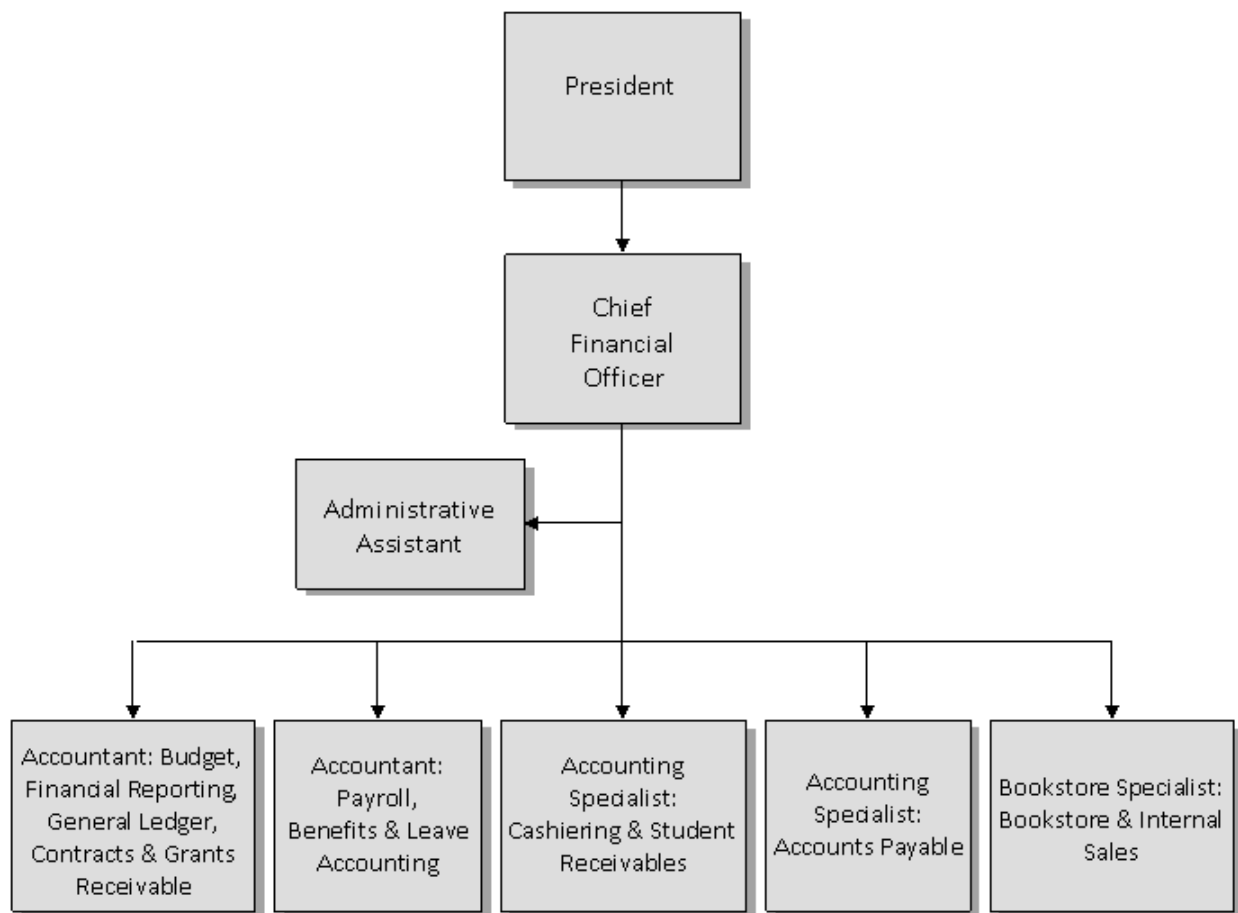 President
Chief
Financial
Officer
Administrative
Assistant
Accountant: Budget,
Financial Reporting,
General Ledger,
Contracts & Grants
Receivable
Accountant:
Payroll,
Benefits & Leave
Accounting
Accounting
Specialist:
Cashiering & Student
Receivables
Accounting
Specialist:
Accounts Payable
Bookstore Specialist:
Bookstore & Internal
Sales